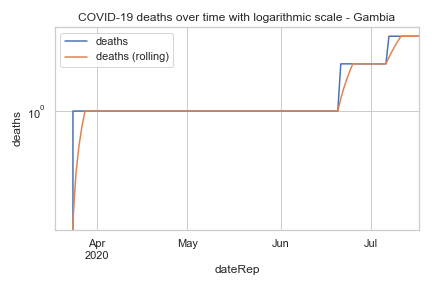 COVID-19 deaths over time with logarithmic scale - Gambia
deaths
deaths (rolling)
10⁰
deaths
Apr
2020
May
Jun
Jul
dateRep